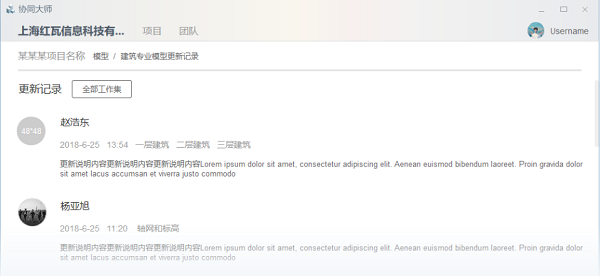 协同大师
上海红瓦信息科技有... 项目 团队 Username
某某某项目名称 模型 / 建筑专业模型更新记录
更新记录 全部工作集
48*48 赵浩东
2018-6-25 13:54 一层建筑 二层建筑 三层建筑
更新说明内容更新说明内容更新说明内容Lorem ipsum dolor sit amet, consectetur adipiscing elit. Aenean euismod bibendum laoreet. Proin gravida dolor
sit amet lacus accumsan et viverra justo commodo
杨亚旭
2018-6-25 11:20 轴网和标高
更新说明内容更新说明内容更新说明内容Lorem ipsum dolor sit amet, consectetur adipiscing elit. Aenean euismod bibendum laoreet. Proin gravida dolor
sit amet lacus accumsan et viverra justo commodo